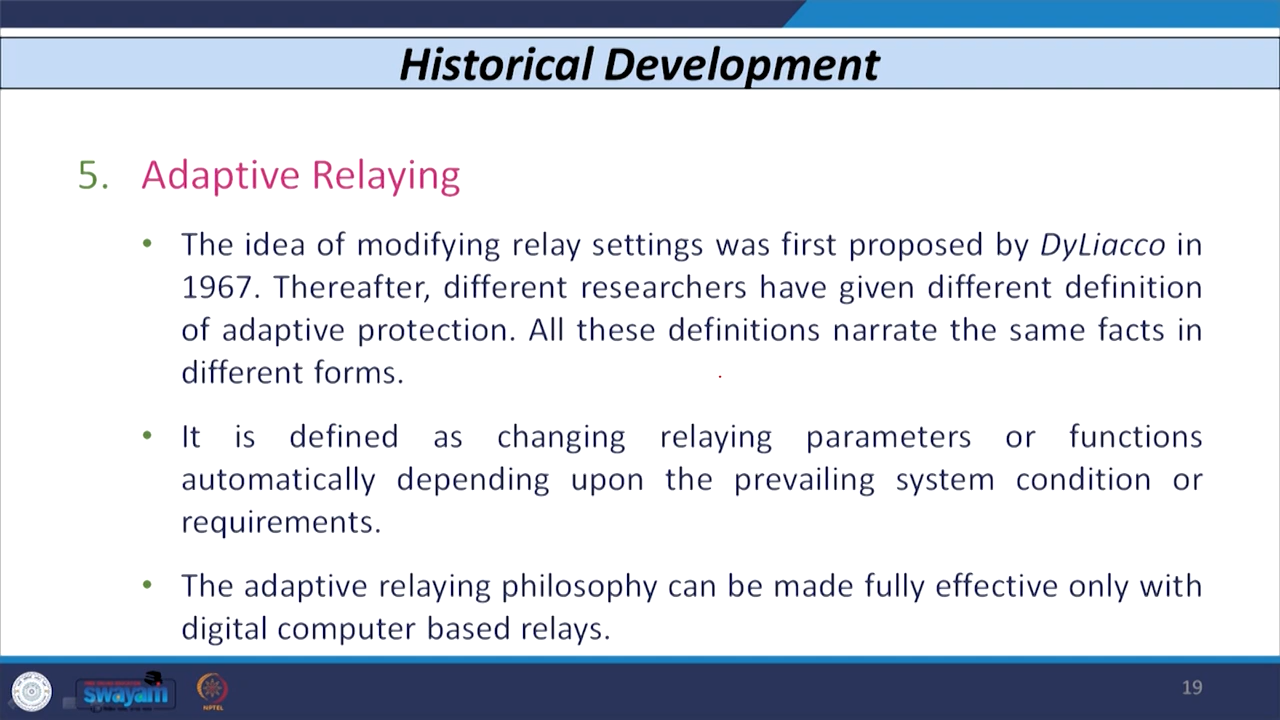 Historical Development
5. Adaptive Relaying
• The idea of modifying relay settings was first proposed by DyLiacco in
1967. Thereafter, different researchers have given different definition
of adaptive protection. All these definitions narrate the same facts in
different forms.
• It is defined as changing relaying parameters or functions
automatically depending upon the prevailing system condition or
requirements.
• The adaptive relaying philosophy can be made fully effective only with
digital computer based relays.
swayam
NPTEL
19